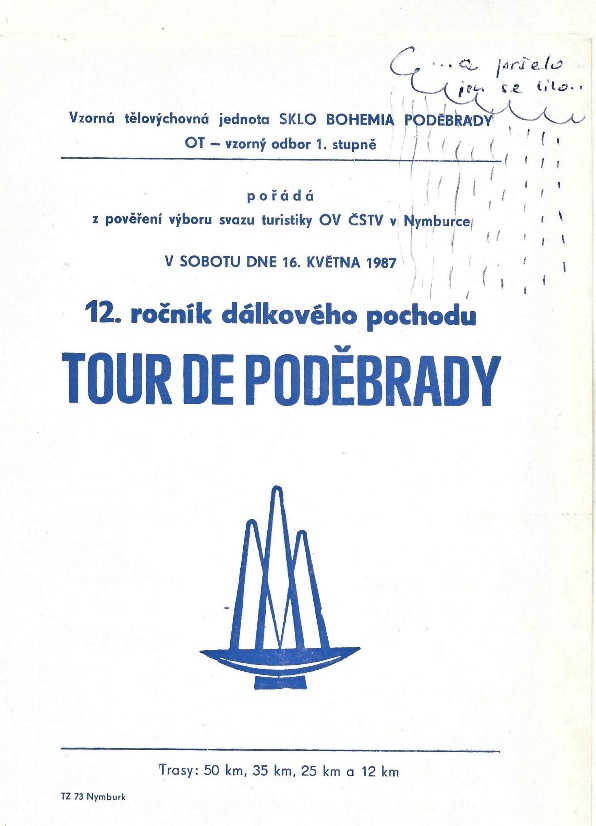 ...a pršelo
jen se lilo..
Vzorná tělovýchovná jednota SKLO BOHEMIA PODĚBRADY
OT — vzorný odbor 1. stupně
pořádá
z pověření výboru svazu turistiky OV ČSTV v Nymburce
V SOBOTU DNE 16. KVĚTNA 1987
12. ročník dálkového pochodu
TOUR DE PODĚBRADY
Trasy: 50 km, 35 km, 25 km a 12 km
TZ 73 Nymburk